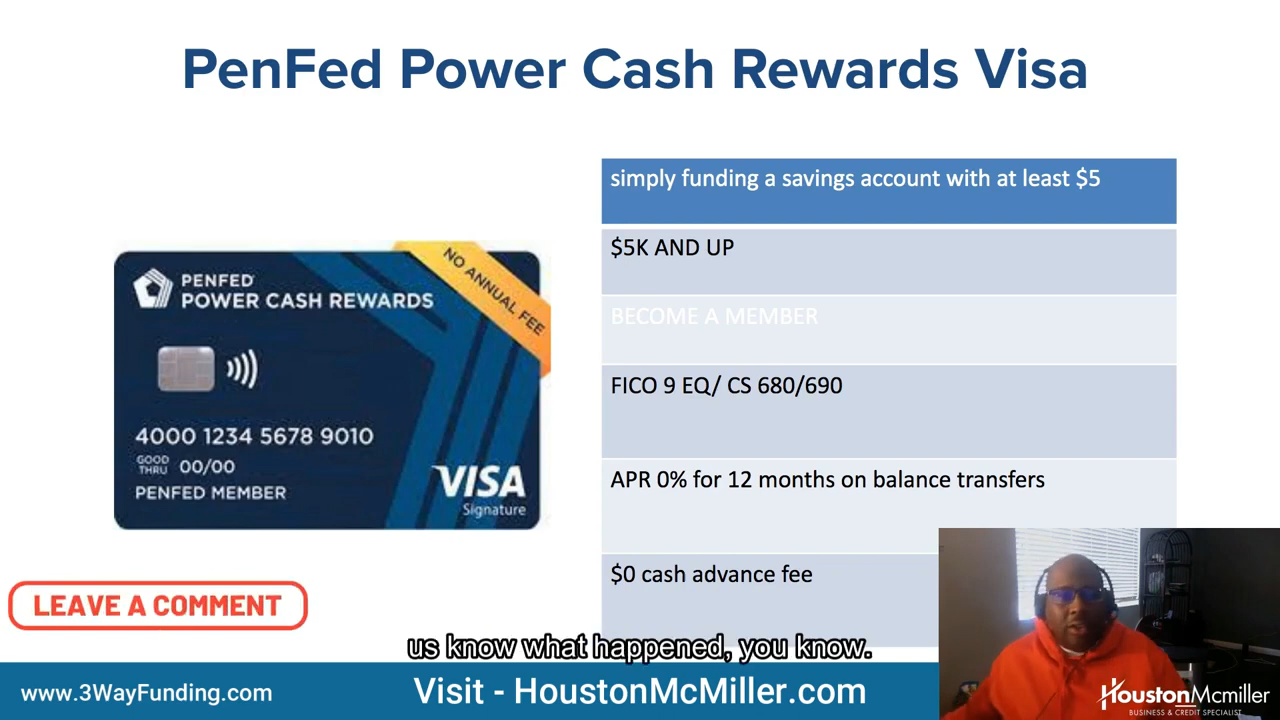 PenFed Power Cash Rewards Visa
simply funding a savings account with at least $5
$5K AND UP
BECOME A MEMBER
FICO 9 EQ/ CS 680/690
APR 0% for 12 months on balance transfers
$0 cash advance fee
NO ANNUAL FEE
PENFED
POWER CASH REWARDS
4000 1234 5678 9010
GOOD
THRU 00/00
PENFED MEMBER
VISA
Signature
LEAVE A COMMENT
us know what happened, you know.
www.3WayFunding.com
Visit - HoustonMcMiller.com
HoustonMcmiller
BUSINESS & CREDIT SPECIALIST